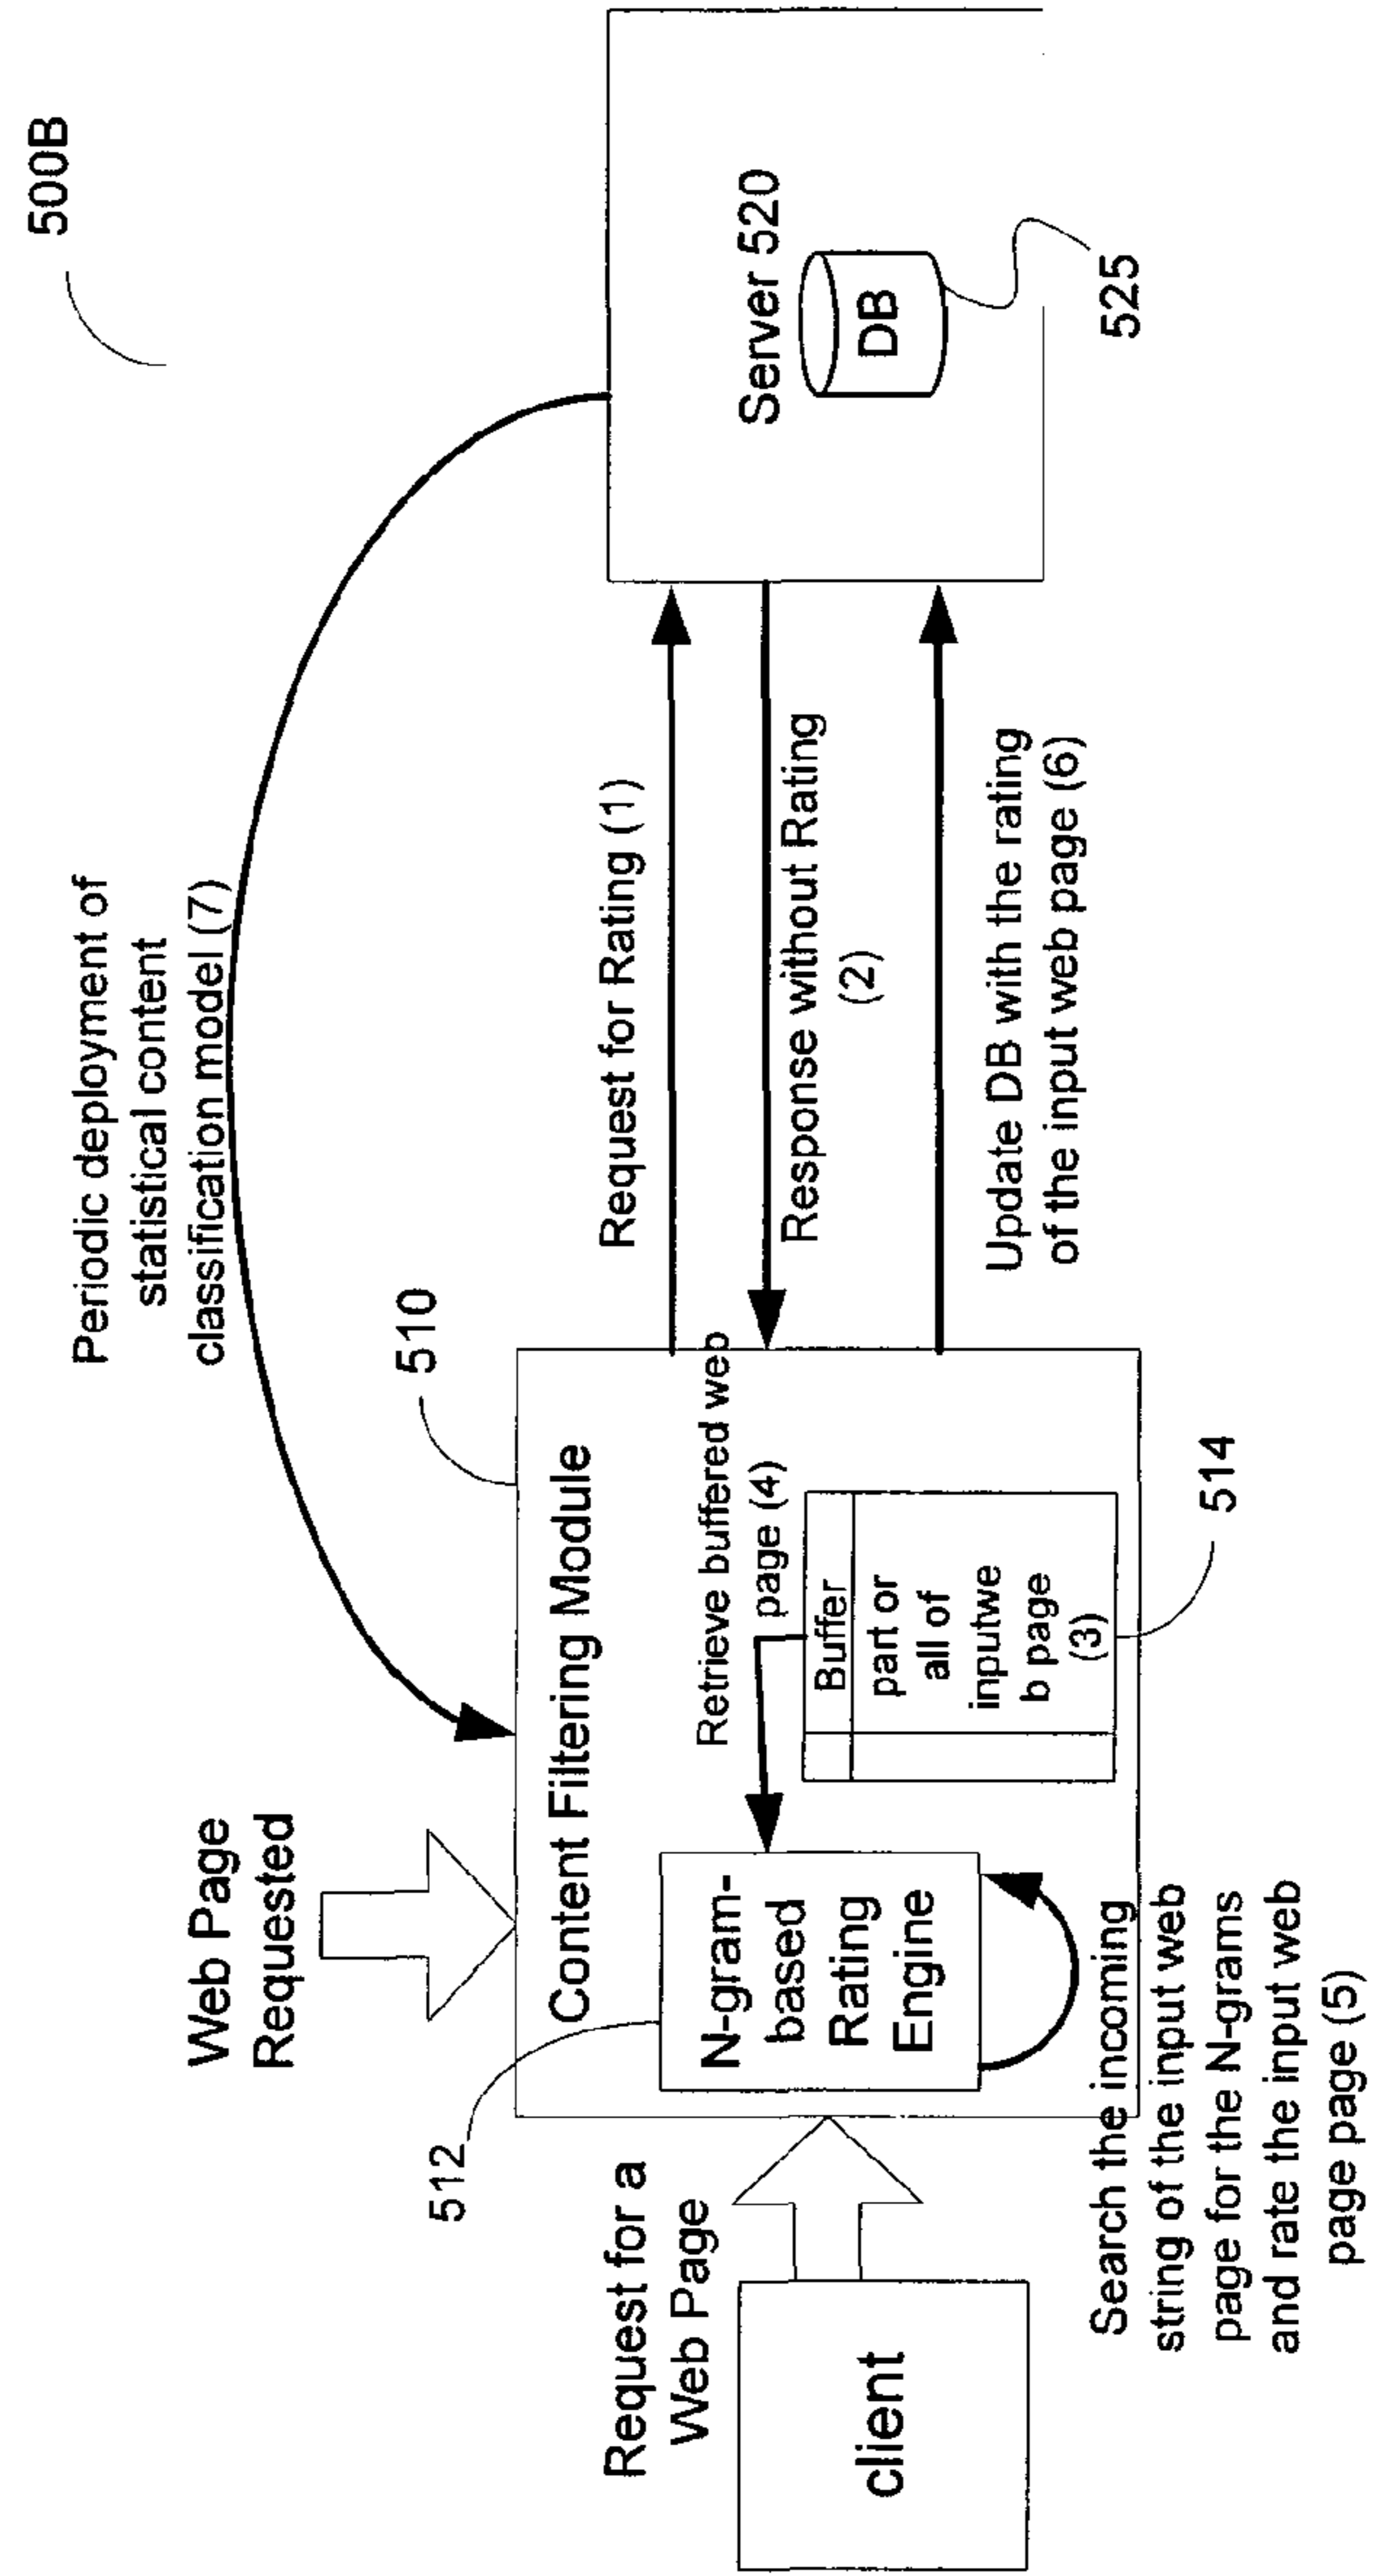 500B
Periodic deployment of
statistical content
classification model (7)
Web Page
Requested
510
Content Filtering Module
512
N-gram-
based
Rating
Engine
Retrieve buffered web
page (4)
Buffer
part or
all of
inputwe
b page
(3)
514
Request for Rating (1)
Response without Rating
(2)
Update DB with the rating
of the input web page (6)
Server 520
DB
525
Request for a
Web Page
client
Search the incoming
string of the input web
page for the N-grams
and rate the input web
page page (5)